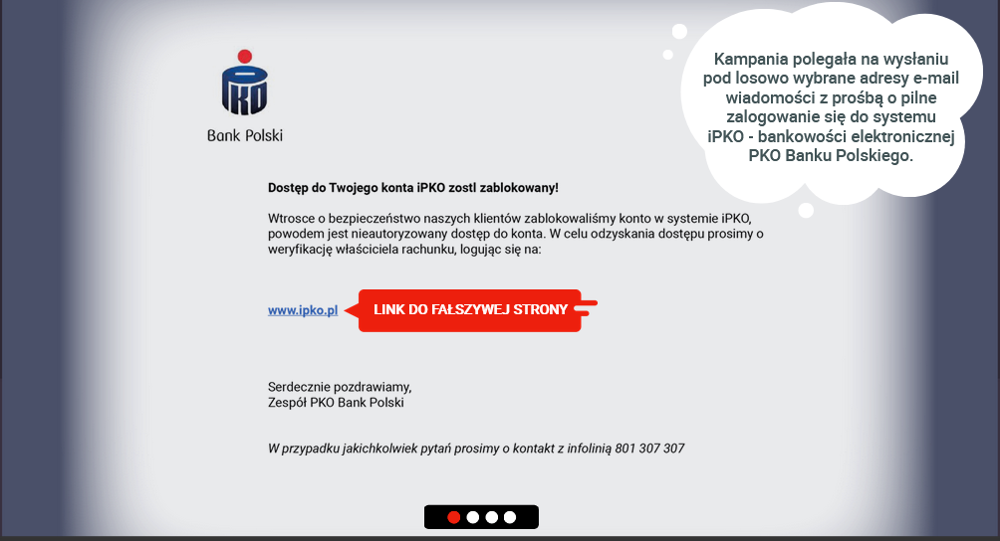 PKO
Bank Polski
Kampania polegała na wysłaniu
pod losowo wybrane adresy e-mail
wiadomości z prośbą o pilne
zalogowanie się do systemu
iPKO - bankowości elektronicznej
PKO Banku Polskiego.
Dostęp do Twojego konta iPKO zostl zablokowany!
Wtrosce o bezpieczeństwo naszych klientów zablokowaliśmy konto w systemie iPKO,
powodem jest nieautoryzowany dostęp do konta. W celu odzyskania dostępu prosimy o
weryfikację właściciela rachunku, logując się na:
www.ipko.pl LINK DO FAŁSZYWEJ STRONY
Serdecznie pozdrawiamy,
Zespół PKO Bank Polski
W przypadku jakichkolwiek pytań prosimy o kontakt z infolinią 801 307 307